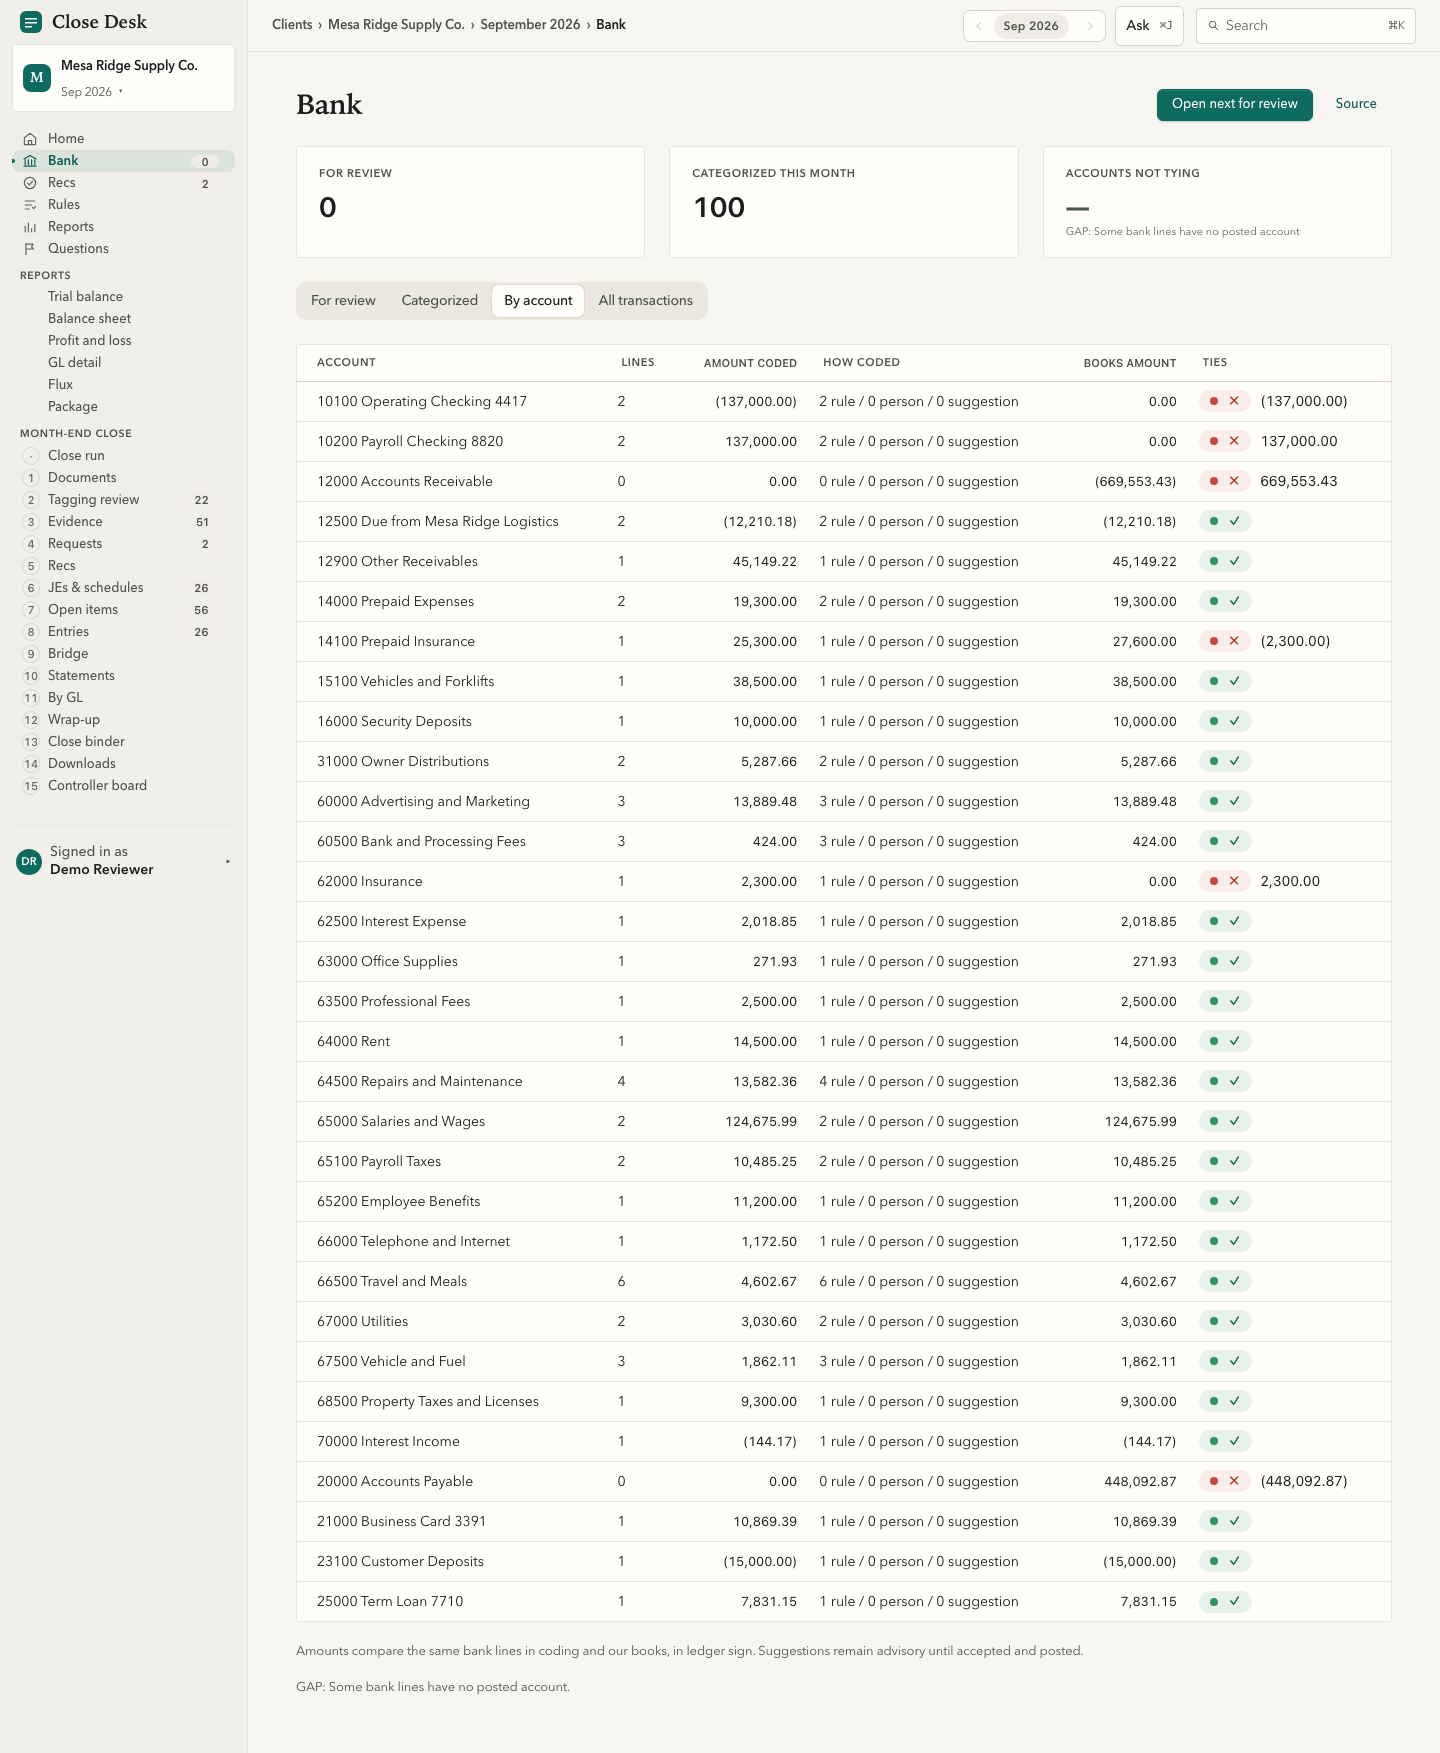 Close Desk
M
Mesa Ridge Supply Co.
Sep 2026
Home
Bank 0
Recs 2
Rules
Reports
Questions
REPORTS
Trial balance
Balance sheet
Profit and loss
GL detail
Flux
Package
MONTH-END CLOSE
· Close run
1 Documents
2 Tagging review 22
3 Evidence 51
4 Requests 2
5 Recs
6 JEs & schedules 26
7 Open items 56
8 Entries 26
9 Bridge
10 Statements
11 By GL
12 Wrap-up
13 Close binder
14 Downloads
15 Controller board
DR
Signed in as
Demo Reviewer
Clients › Mesa Ridge Supply Co. › September 2026 › Bank
‹ Sep 2026 ›
Ask ⌘J
Search ⌘K
Bank
Open next for review
Source
FOR REVIEW
0
CATEGORIZED THIS MONTH
100
ACCOUNTS NOT TYING
—
GAP: Some bank lines have no posted account
For review Categorized By account All transactions
ACCOUNT LINES AMOUNT CODED HOW CODED BOOKS AMOUNT TIES
10100 Operating Checking 4417 2 (137,000.00) 2 rule / 0 person / 0 suggestion 0.00 ✕ (137,000.00)
10200 Payroll Checking 8820 2 137,000.00 2 rule / 0 person / 0 suggestion 0.00 ✕ 137,000.00
12000 Accounts Receivable 0 0.00 0 rule / 0 person / 0 suggestion (669,553.43) ✕ 669,553.43
12500 Due from Mesa Ridge Logistics 2 (12,210.18) 2 rule / 0 person / 0 suggestion (12,210.18) ✓
12900 Other Receivables 1 45,149.22 1 rule / 0 person / 0 suggestion 45,149.22 ✓
14000 Prepaid Expenses 2 19,300.00 2 rule / 0 person / 0 suggestion 19,300.00 ✓
14100 Prepaid Insurance 1 25,300.00 1 rule / 0 person / 0 suggestion 27,600.00 ✕ (2,300.00)
15100 Vehicles and Forklifts 1 38,500.00 1 rule / 0 person / 0 suggestion 38,500.00 ✓
16000 Security Deposits 1 10,000.00 1 rule / 0 person / 0 suggestion 10,000.00 ✓
31000 Owner Distributions 2 5,287.66 2 rule / 0 person / 0 suggestion 5,287.66 ✓
60000 Advertising and Marketing 3 13,889.48 3 rule / 0 person / 0 suggestion 13,889.48 ✓
60500 Bank and Processing Fees 3 424.00 3 rule / 0 person / 0 suggestion 424.00 ✓
62000 Insurance 1 2,300.00 1 rule / 0 person / 0 suggestion 0.00 ✕ 2,300.00
62500 Interest Expense 1 2,018.85 1 rule / 0 person / 0 suggestion 2,018.85 ✓
63000 Office Supplies 1 271.93 1 rule / 0 person / 0 suggestion 271.93 ✓
63500 Professional Fees 1 2,500.00 1 rule / 0 person / 0 suggestion 2,500.00 ✓
64000 Rent 1 14,500.00 1 rule / 0 person / 0 suggestion 14,500.00 ✓
64500 Repairs and Maintenance 4 13,582.36 4 rule / 0 person / 0 suggestion 13,582.36 ✓
65000 Salaries and Wages 2 124,675.99 2 rule / 0 person / 0 suggestion 124,675.99 ✓
65100 Payroll Taxes 2 10,485.25 2 rule / 0 person / 0 suggestion 10,485.25 ✓
65200 Employee Benefits 1 11,200.00 1 rule / 0 person / 0 suggestion 11,200.00 ✓
66000 Telephone and Internet 1 1,172.50 1 rule / 0 person / 0 suggestion 1,172.50 ✓
66500 Travel and Meals 6 4,602.67 6 rule / 0 person / 0 suggestion 4,602.67 ✓
67000 Utilities 2 3,030.60 2 rule / 0 person / 0 suggestion 3,030.60 ✓
67500 Vehicle and Fuel 3 1,862.11 3 rule / 0 person / 0 suggestion 1,862.11 ✓
68500 Property Taxes and Licenses 1 9,300.00 1 rule / 0 person / 0 suggestion 9,300.00 ✓
70000 Interest Income 1 (144.17) 1 rule / 0 person / 0 suggestion (144.17) ✓
20000 Accounts Payable 0 0.00 0 rule / 0 person / 0 suggestion 448,092.87 ✕ (448,092.87)
21000 Business Card 3391 1 10,869.39 1 rule / 0 person / 0 suggestion 10,869.39 ✓
23100 Customer Deposits 1 (15,000.00) 1 rule / 0 person / 0 suggestion (15,000.00) ✓
25000 Term Loan 7710 1 7,831.15 1 rule / 0 person / 0 suggestion 7,831.15 ✓
Amounts compare the same bank lines in coding and our books, in ledger sign. Suggestions remain advisory until accepted and posted.
GAP: Some bank lines have no posted account.